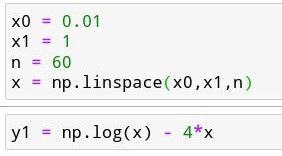 x0 = 0.01
x1 = 1
n = 60
x = np.linspace(x0,x1,n)
y1 = np.log(x) - 4*x